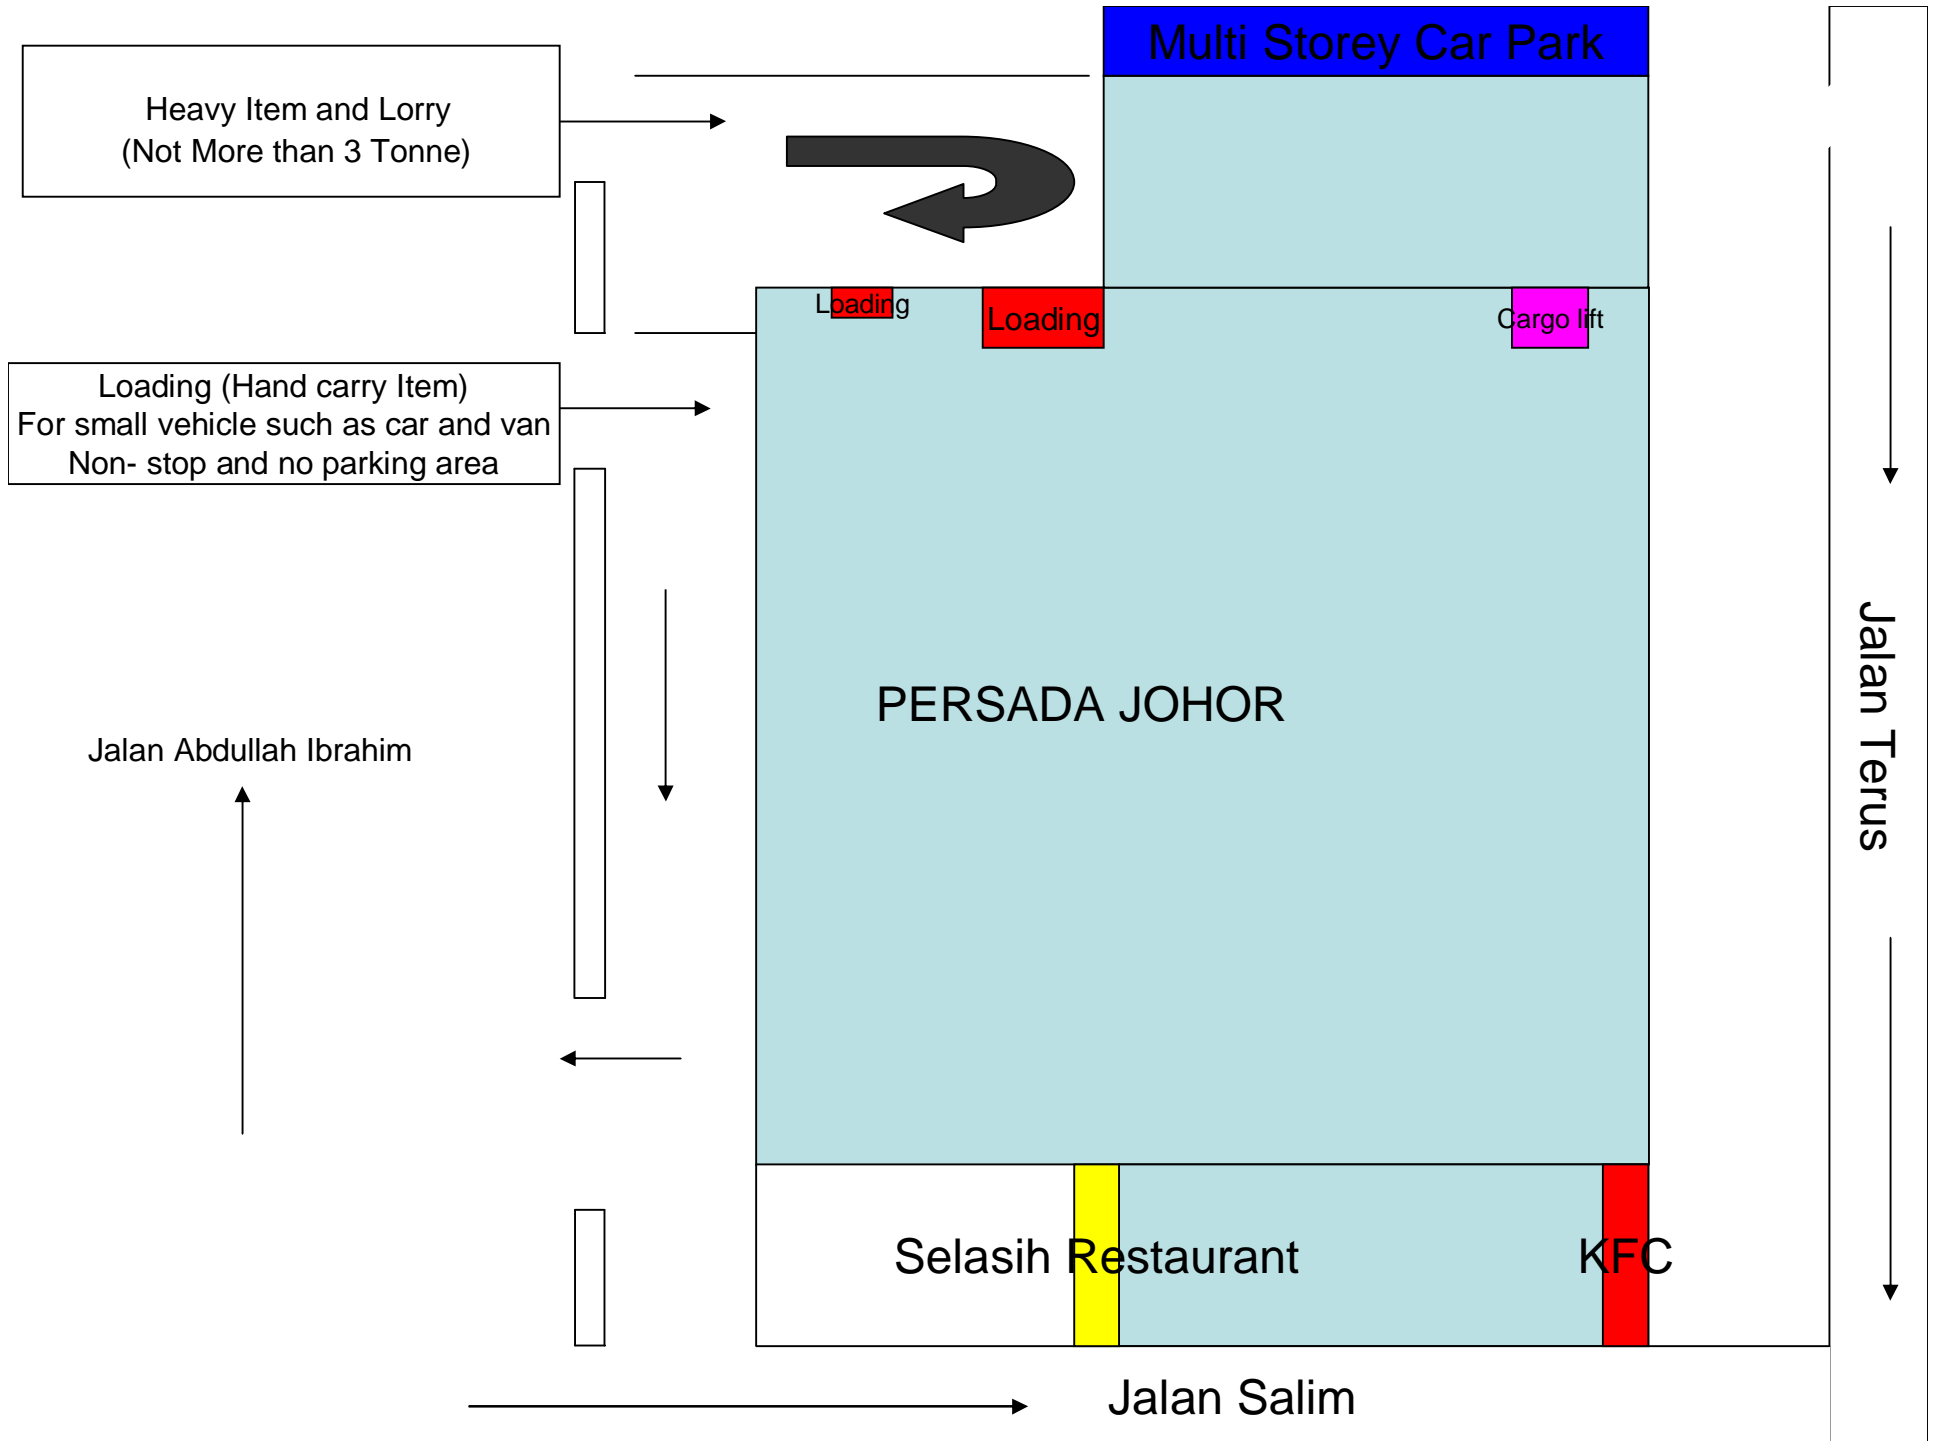 Multi Storey Car Park
Heavy Item and Lorry
(Not More than 3 Tonne)
Loading
Loading
Cargo lift
Loading (Hand carry Item)
For small vehicle such as car and van
Non- stop and no parking area
PERSADA JOHOR
Jalan Terus
Jalan Abdullah Ibrahim
Selasih Restaurant
KFC
Jalan Salim